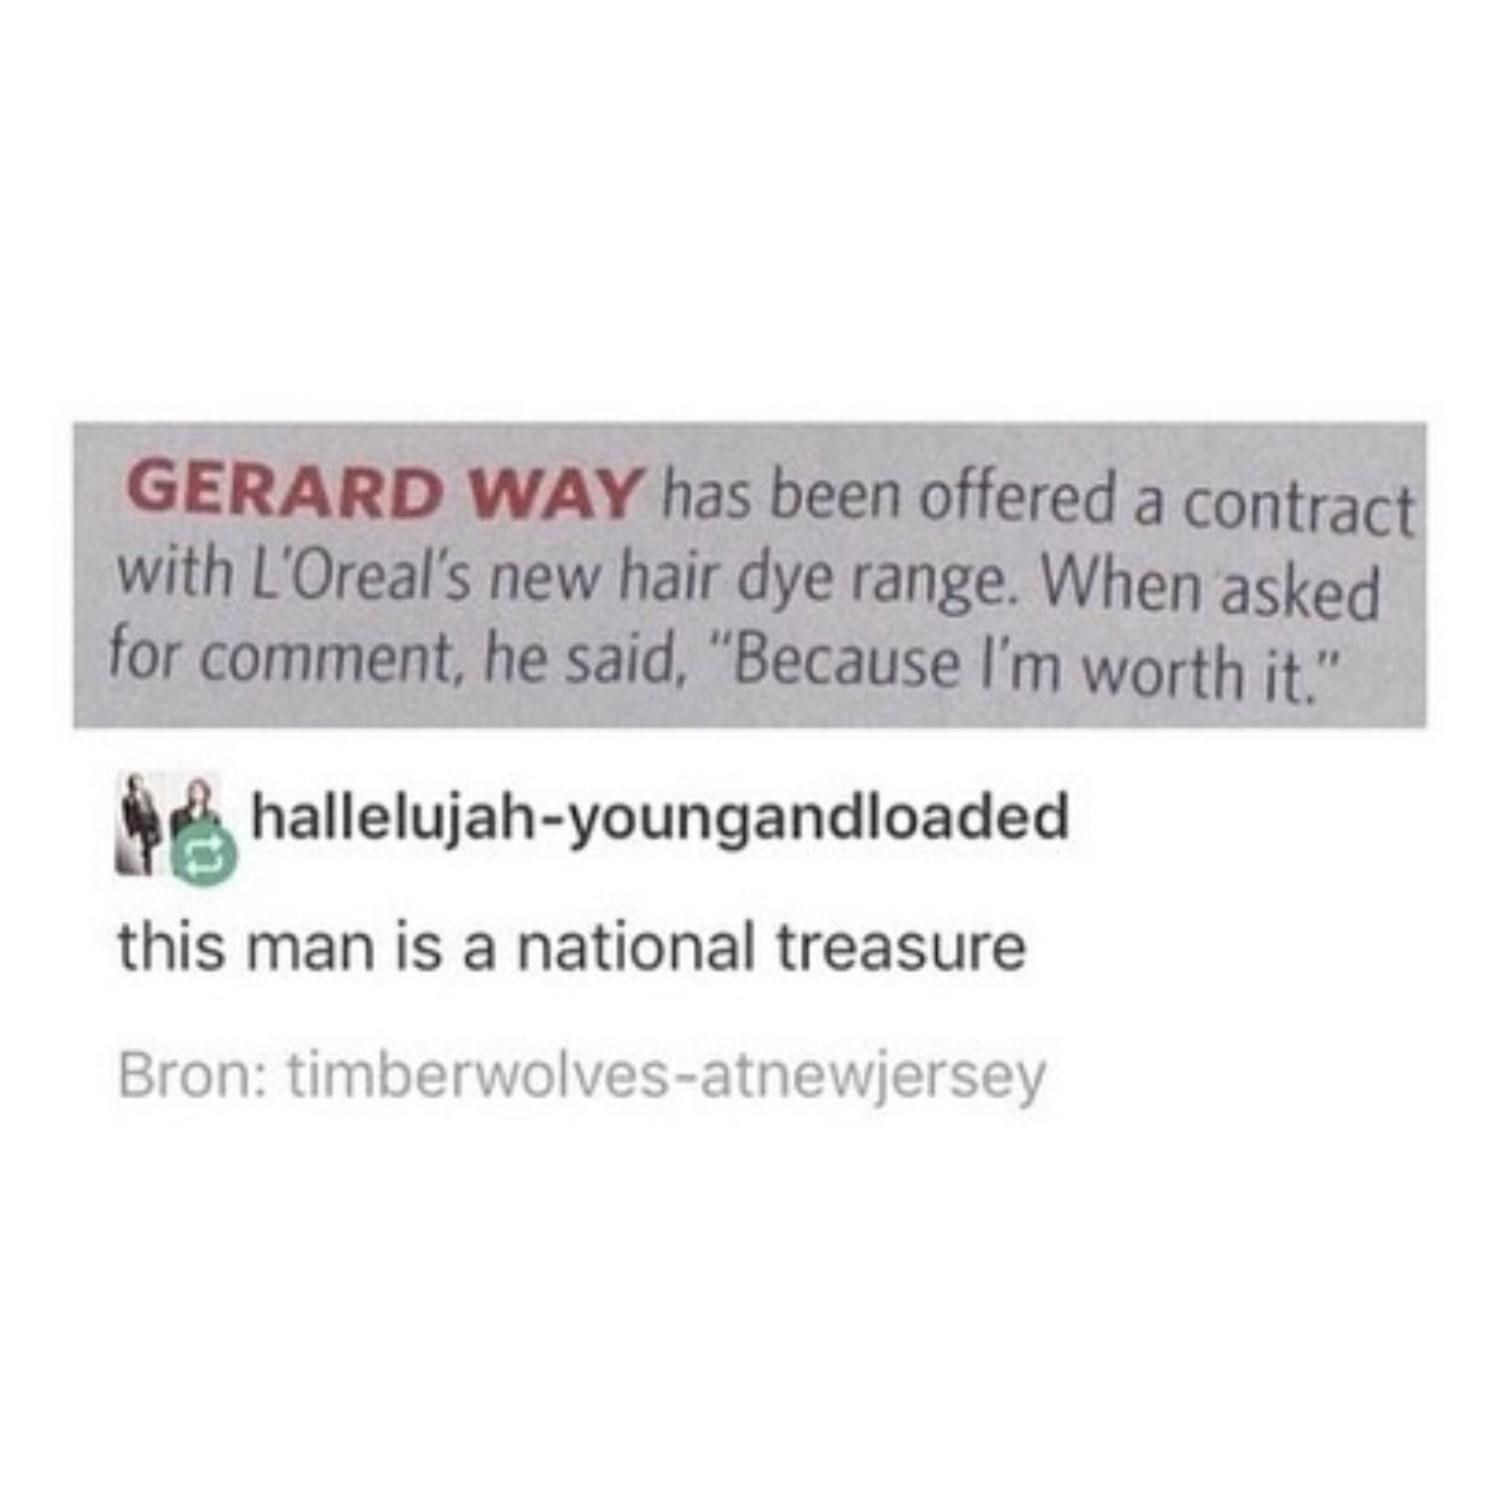 GERARD WAY has been offered a contract
with L'Oreal's new hair dye range. When asked
for comment, he said, "Because I'm worth it."
hallelujah-youngandloaded
this man is a national treasure
Bron: timberwolves-atnewjersey